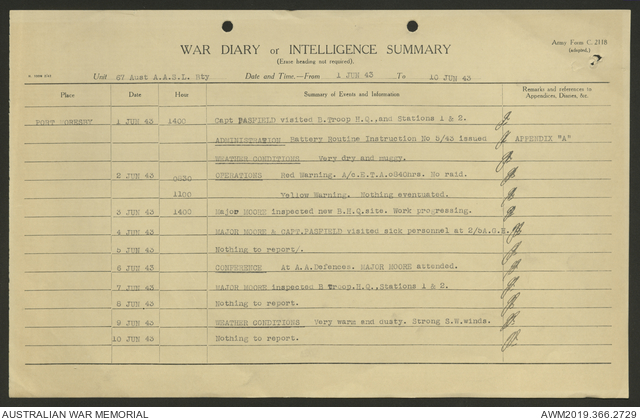 Army Form C. 2118
(adopted.)
WAR DIARY or INTELLIGENCE SUMMARY
(Erase heading not required).
Unit 67 Aust A.A.S.L. Bty Date and Time.—From 1 JUN 43 To 10 JUN 43
Place Date Hour Summary of Events and Information Remarks and references to Appendices, Diaries, &c.
PORT MORESBY 1 JUN 43 1400 Capt PASFIELD visited B.Troop H.Q.,and Stations 1 & 2.
ADMINISTRATION Battery Routine Instruction No 5/43 issued APPENDIX "A"
WEATHER CONDITIONS Very dry and muggy.
2 JUN 43 0830 OPERATIONS Red Warning. A/c.E.T.A.0840hrs. No raid.
1100 Yellow Warning. Nothing eventuated.
3 JUN 43 1400 Major MOORE inspected new B.H.Q.site. Work progressing.
4 JUN 43 MAJOR MOORE & CAPT.PASFIELD visited sick personnel at 2/5A.G.H.
5 JUN 43 Nothing to report/.
6 JUN 43 CONFERENCE At A.A.Defences. MAJOR MOORE attended.
7 JUN 43 MAJOR MOORE inspected B Troop.H.Q.,Stations 1 & 2.
8 JUN 43 Nothing to report.
9 JUN 43 WEATHER CONDITIONS Very warm and dusty. Strong S.W.winds.
10 JUN 43 Nothing to report.
AUSTRALIAN WAR MEMORIAL AWM2019.366.2729